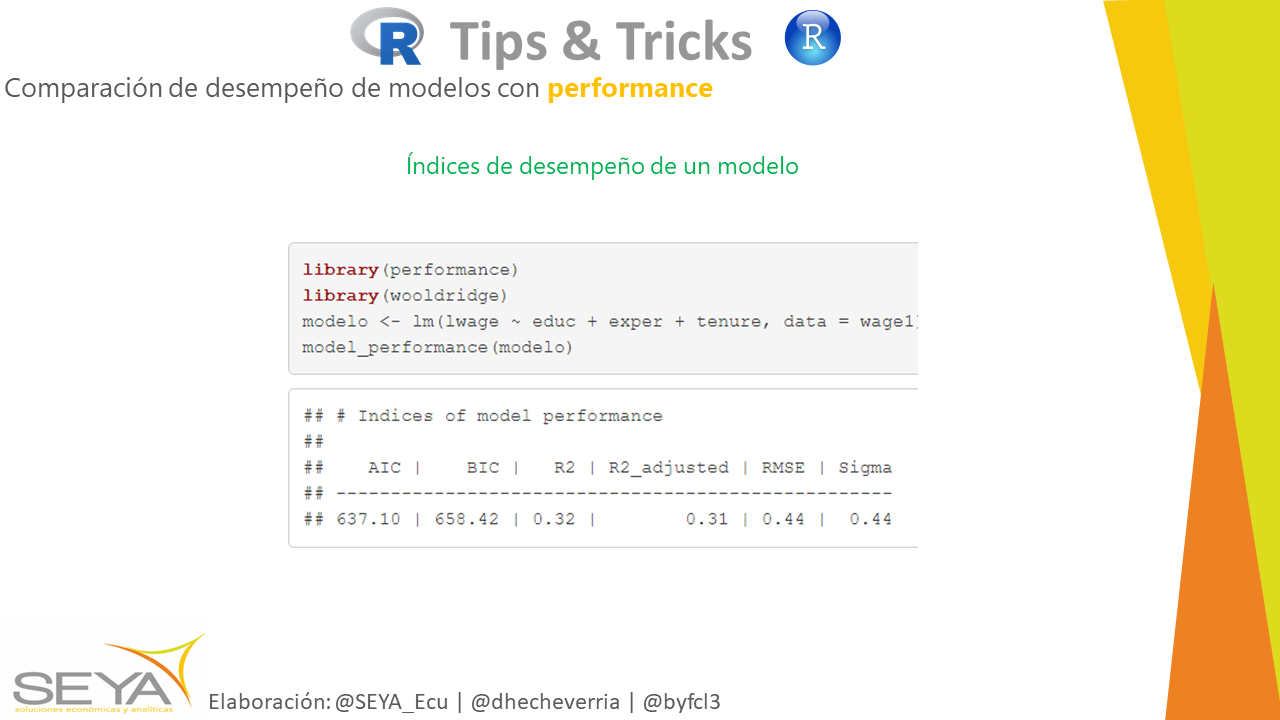 R Tips & Tricks R
Comparación de desempeño de modelos con performance
Índices de desempeño de un modelo
library(performance)
library(wooldridge)
modelo <- lm(lwage ~ educ + exper + tenure, data = wage1)
model_performance(modelo)
## # Indices of model performance
##
##    AIC |    BIC |   R2 | R2_adjusted | RMSE | Sigma
## ---------------------------------------------------
## 637.10 | 658.42 | 0.32 |        0.31 | 0.44 |  0.44
SEYA
soluciones económicas y analíticas
Elaboración: @SEYA_Ecu | @dhecheverria | @byfcl3